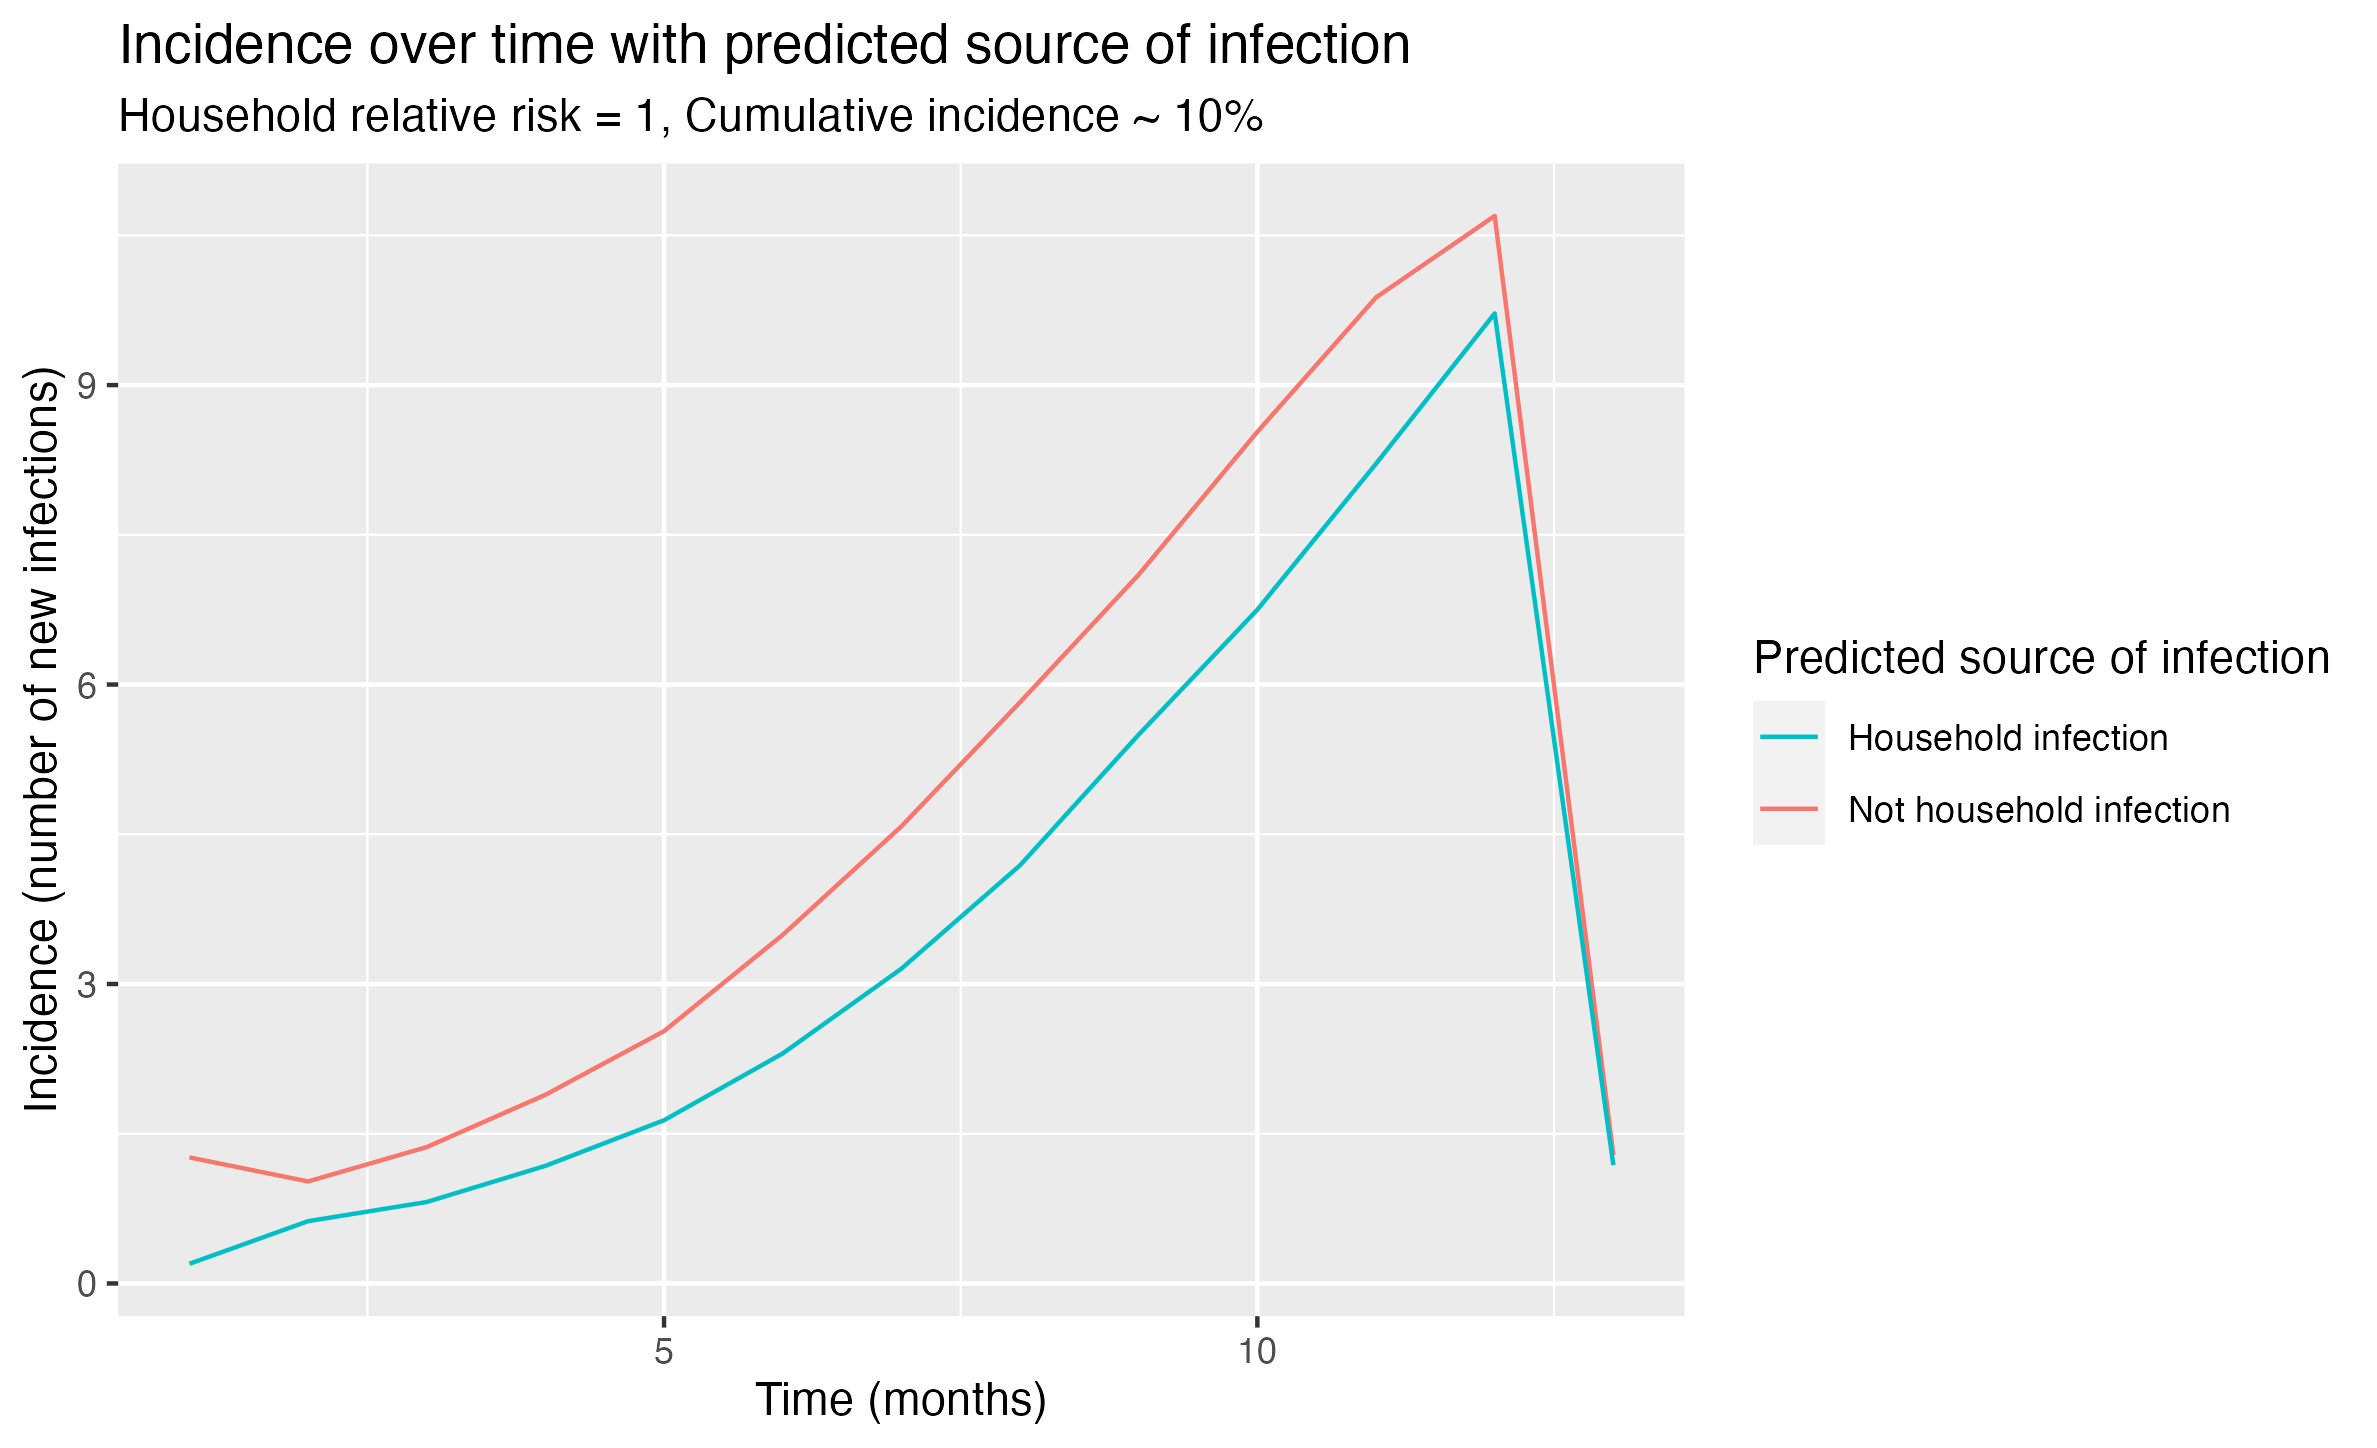 Incidence over time with predicted source of infection
Household relative risk = 1, Cumulative incidence ~ 10%
Incidence (number of new infections)
9
6
3
0
5
10
Time (months)
Predicted source of infection
Household infection
Not household infection